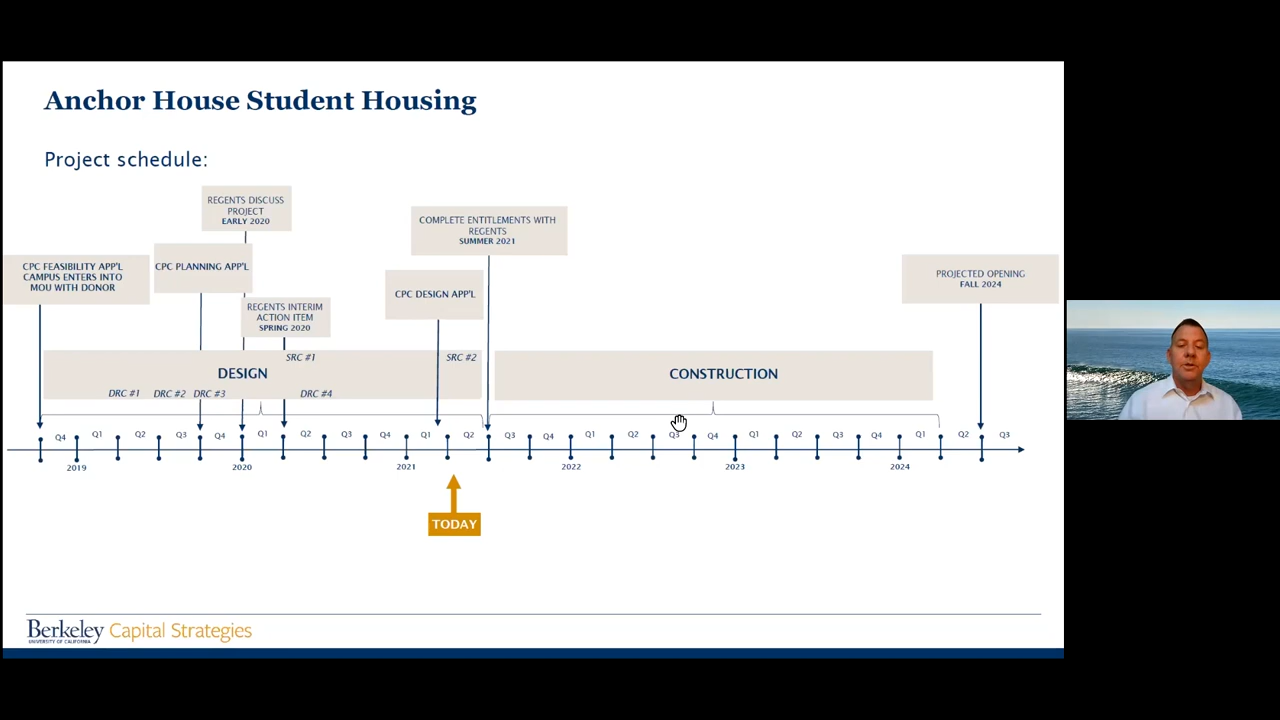 Anchor House Student Housing
Project schedule:
REGENTS DISCUSS
PROJECT
EARLY 2020
COMPLETE ENTITLEMENTS WITH
REGENTS
SUMMER 2021
CPC FEASIBILITY APP'L
CAMPUS ENTERS INTO
MOU WITH DONOR
CPC PLANNING APP'L
PROJECTED OPENING
FALL 2024
CPC DESIGN APP'L
REGENTS INTERIM
ACTION ITEM
SPRING 2020
SRC #1
SRC #2
DESIGN
CONSTRUCTION
DRC #1
DRC #2
DRC #3
DRC #4
Q4 Q1 Q2 Q3 Q4 Q1 Q2 Q3 Q4 Q1 Q2 Q3 Q4 Q1 Q2 Q3 Q4 Q1 Q2 Q3 Q4 Q1 Q2 Q3
2019 2020 2021 2022 2023 2024
TODAY
Berkeley Capital Strategies
UNIVERSITY OF CALIFORNIA